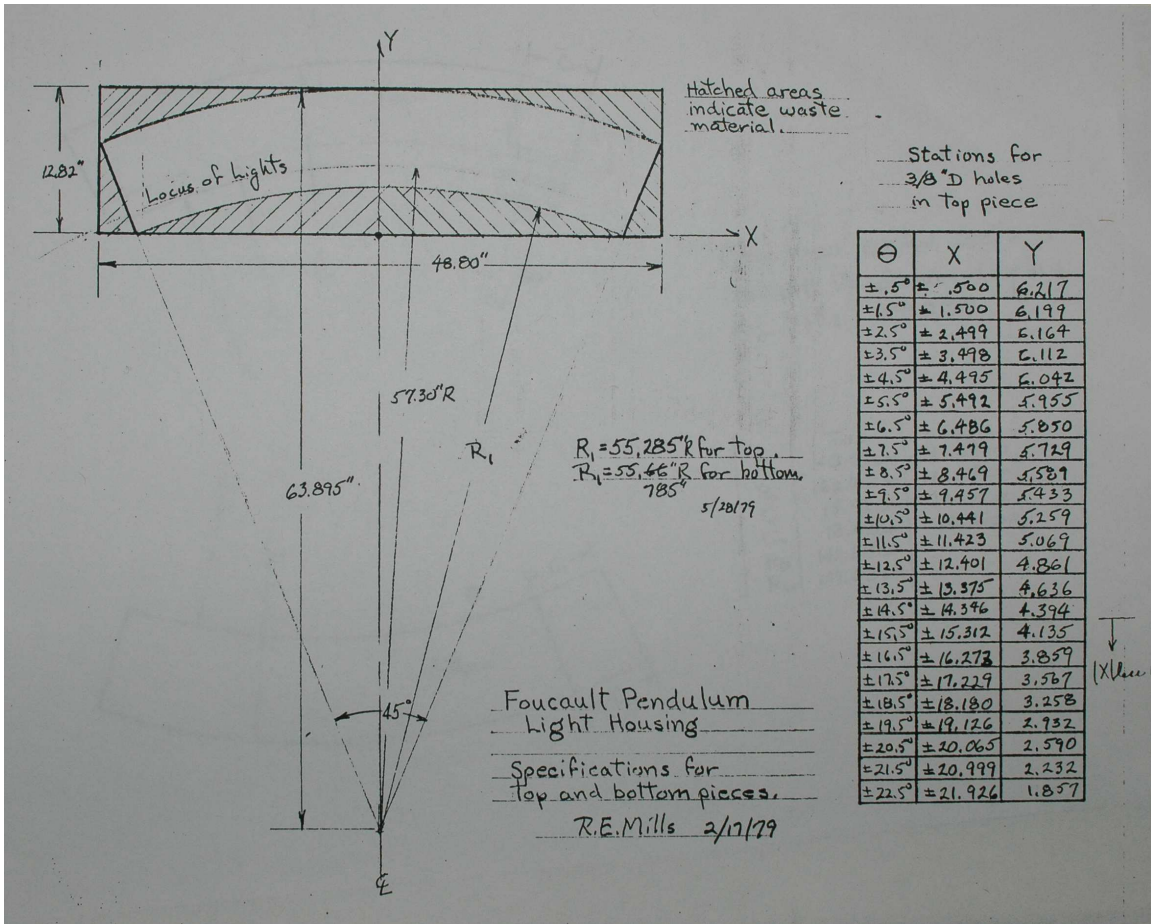 Y
Hatched areas
indicate waste
material.
12.82"
Locus of Lights
X
48.80"
57.30"R
R₁
63.895"
R₁=55.285"R for top.
R₁=55.66"R for bottom.
785"
5/28/79
45°
℄
Foucault Pendulum
Light Housing
Specifications for
top and bottom pieces.
R.E.Mills 2/17/79
Stations for
3/8"D holes
in top piece
Θ X Y
±.5° ± .500 6.217
±1.5° ± 1.500 6.199
±2.5° ± 2.499 6.164
±3.5° ± 3.498 6.112
±4.5° ± 4.495 6.042
±5.5° ± 5.492 5.955
±6.5° ± 6.486 5.850
±7.5° ± 7.479 5.729
±8.5° ± 8.469 5.589
±9.5° ± 9.457 5.433
±10.5° ± 10.441 5.259
±11.5° ± 11.423 5.069
±12.5° ± 12.401 4.861
±13.5° ± 13.375 4.636
±14.5° ± 14.346 4.394
±15.5° ± 15.312 4.135
±16.5° ± 16.273 3.859
±17.5° ± 17.229 3.567
±18.5° ± 18.180 3.258
±19.5° ± 19.126 2.932
±20.5° ± 20.065 2.590
±21.5° ± 20.999 2.232
±22.5° ± 21.926 1.857